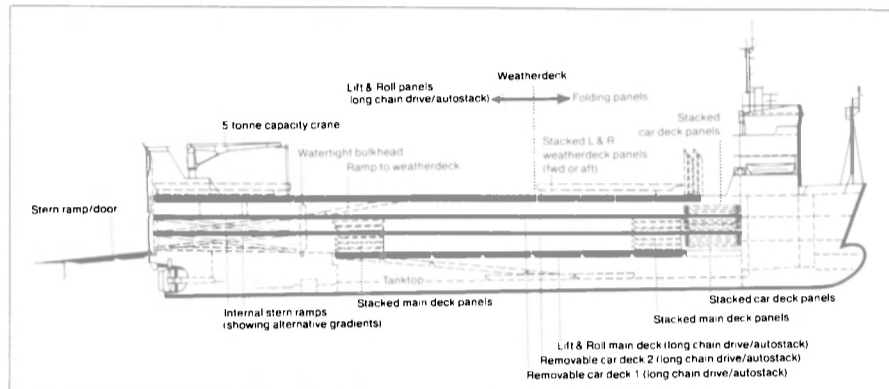 Weatherdeck
Lift & Roll panels
long chain drive/autostack)
Folding panels
5 tonne capacity crane
Stacked
car deck panels
Watertight bulkhead
Ramp to weatherdeck
Stacked L & R
weatherdeck panels
(fwd or aft)
Stern ramp/door
Tanktop
Stacked main deck panels
Stacked car deck panels
Internal stern ramps
(showing alternative gradients)
Stacked main deck panels
Lift & Roll main deck (long chain drive/autostack)
Removable car deck 2 (long chain drive/autostack)
Removable car deck 1 (long chain drive/autostack)